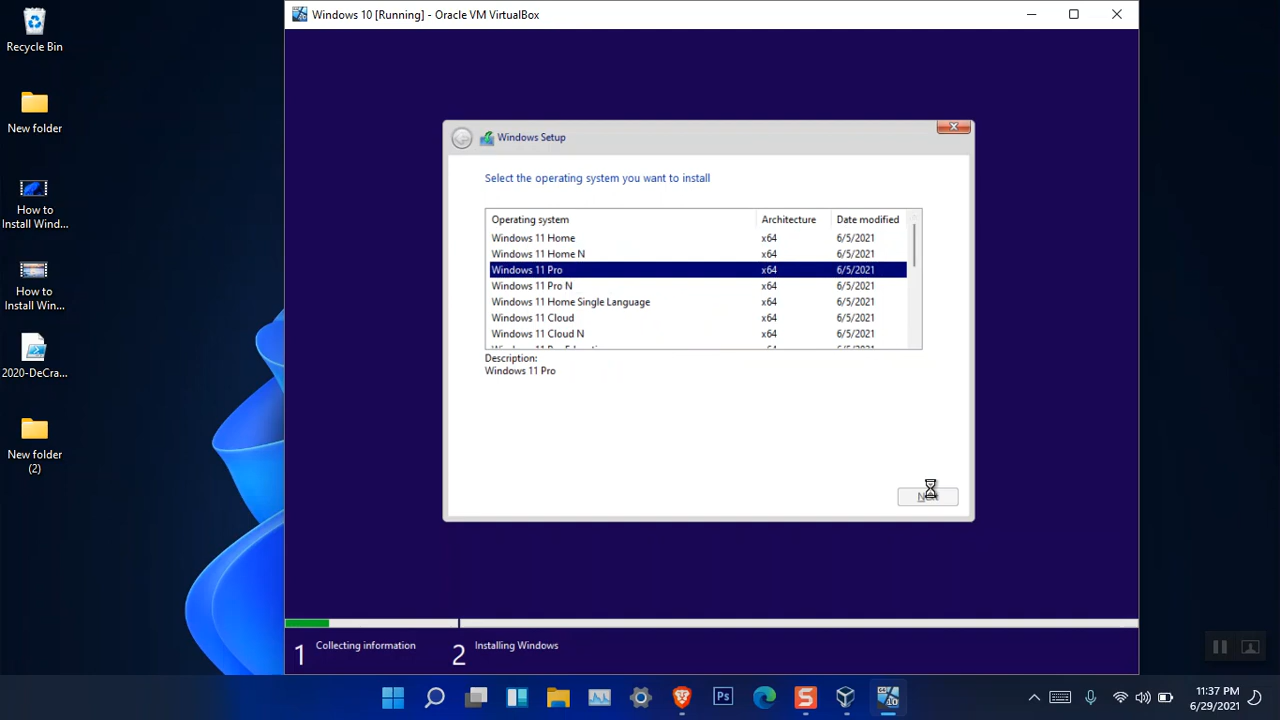 Windows 10 [Running] - Oracle VM VirtualBox
Recycle Bin
New folder
How to
Install Wind...
How to
Install Win...
2020-DeCra...
New folder
(2)
Windows Setup
Select the operating system you want to install
Operating system Architecture Date modified
Windows 11 Home x64 6/5/2021
Windows 11 Home N x64 6/5/2021
Windows 11 Pro x64 6/5/2021
Windows 11 Pro N x64 6/5/2021
Windows 11 Home Single Language x64 6/5/2021
Windows 11 Cloud x64 6/5/2021
Windows 11 Cloud N x64 6/5/2021
Description:
Windows 11 Pro
1 Collecting information 2 Installing Windows
Ps
10
11:37 PM
6/29/2021